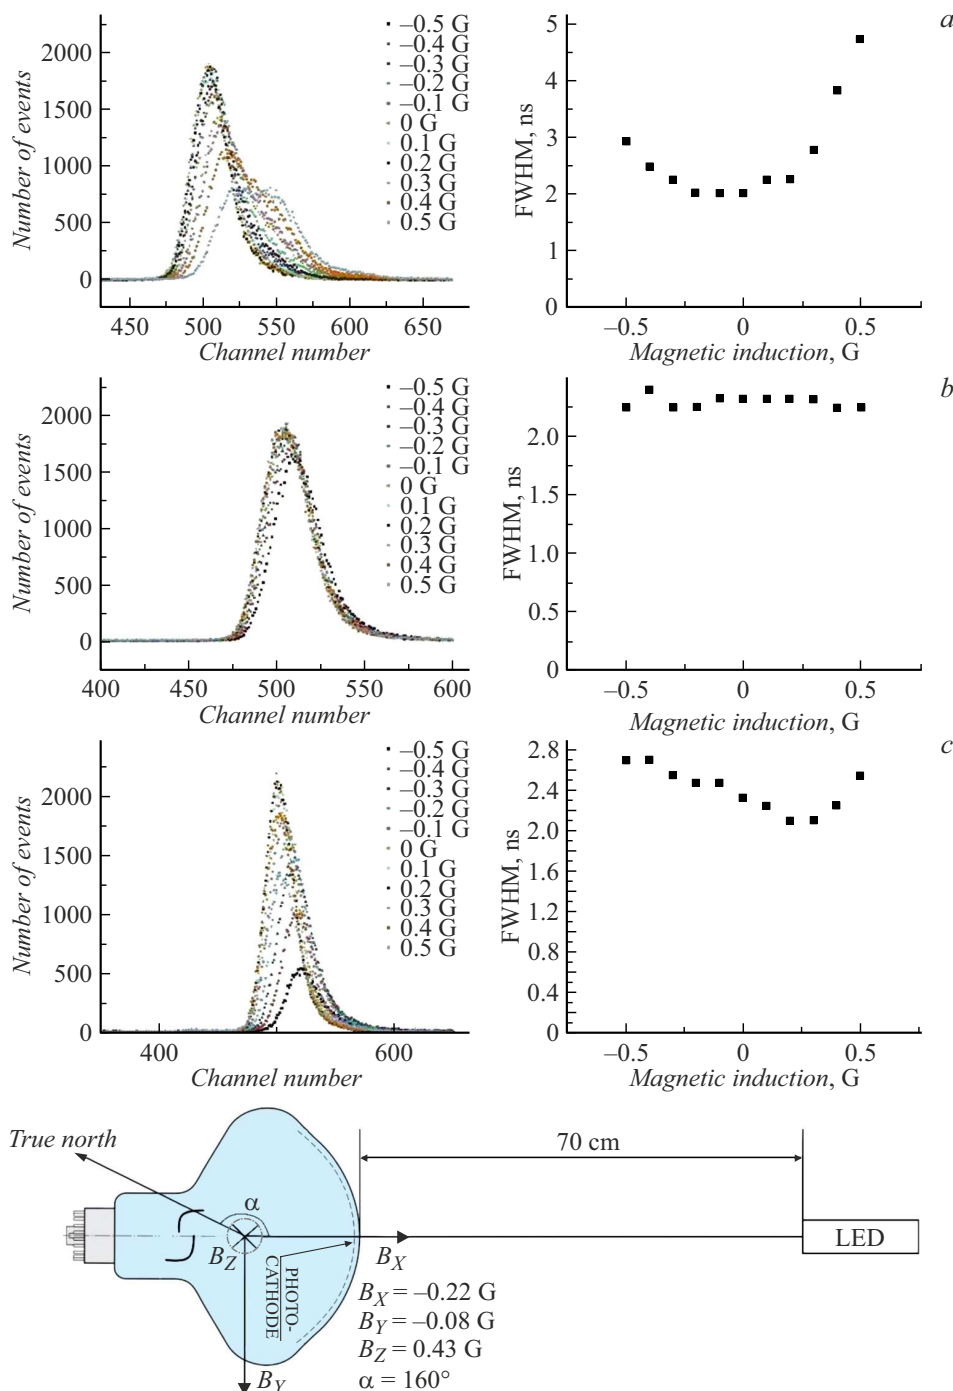 a
Number of events
2000
1500
1000
500
0
450 500 550 600 650
Channel number
–0.5 G
–0.4 G
–0.3 G
–0.2 G
–0.1 G
0 G
0.1 G
0.2 G
0.3 G
0.4 G
0.5 G
FWHM, ns
5
4
3
2
1
0
–0.5 0 0.5
Magnetic induction, G
b
Number of events
2000
1500
1000
500
0
400 450 500 550 600
Channel number
–0.5 G
–0.4 G
–0.3 G
–0.2 G
–0.1 G
0 G
0.1 G
0.2 G
0.3 G
0.4 G
0.5 G
FWHM, ns
2.0
1.5
1.0
0.5
0
–0.5 0 0.5
Magnetic induction, G
c
Number of events
2000
1500
1000
500
0
400 500 600
Channel number
–0.5 G
–0.4 G
–0.3 G
–0.2 G
–0.1 G
0 G
0.1 G
0.2 G
0.3 G
0.4 G
0.5 G
FWHM, ns
2.8
2.4
2.0
1.6
1.2
0.8
0.4
0
–0.5 0 0.5
Magnetic induction, G
True north
70 cm
α
LED
B_Z
B_X
PHOTO-
CATHODE
B_X = –0.22 G
B_Y = –0.08 G
B_Z = 0.43 G
B_Y
α = 160°